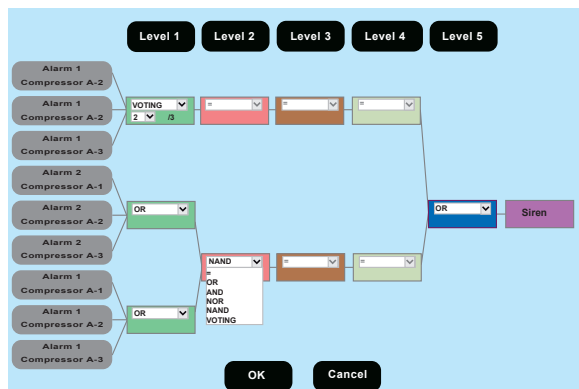 Level 1
Level 2
Level 3
Level 4
Level 5
Alarm 1
Compressor A-2
Alarm 1
Compressor A-2
Alarm 1
Compressor A-3
VOTING
2 /3
=
=
=
Alarm 2
Compressor A-1
Alarm 2
Compressor A-2
Alarm 2
Compressor A-3
OR
OR
Siren
Alarm 1
Compressor A-1
Alarm 1
Compressor A-2
Alarm 1
Compressor A-3
OR
NAND
=
OR
AND
NOR
NAND
VOTING
=
=
OK
Cancel